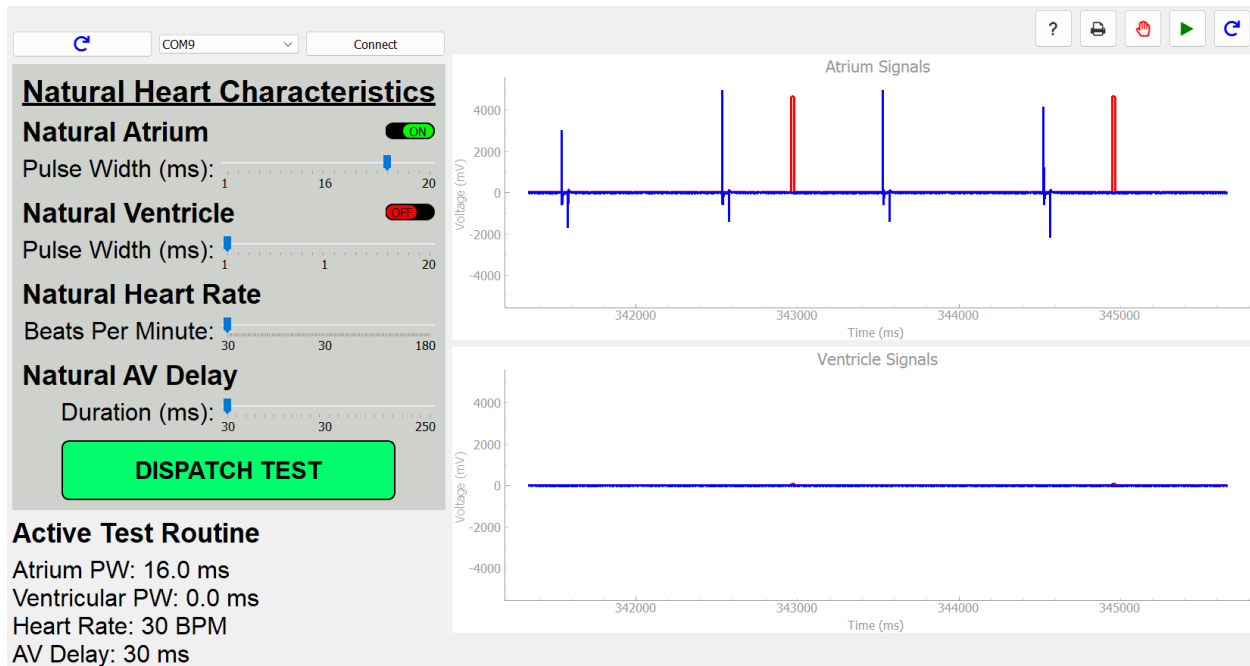 ?
COM9
Connect
Natural Heart Characteristics
Natural Atrium
ON
Pulse Width (ms):
1 16 20
Natural Ventricle
OFF
Pulse Width (ms):
1 1 20
Natural Heart Rate
Beats Per Minute:
30 30 180
Natural AV Delay
Duration (ms):
30 30 250
DISPATCH TEST
Active Test Routine
Atrium PW: 16.0 ms
Ventricular PW: 0.0 ms
Heart Rate: 30 BPM
AV Delay: 30 ms
Atrium Signals
Voltage (mV)
4000
2000
0
-2000
-4000
342000 343000 344000 345000
Time (ms)
Ventricle Signals
Voltage (mV)
4000
2000
0
-2000
-4000
342000 343000 344000 345000
Time (ms)